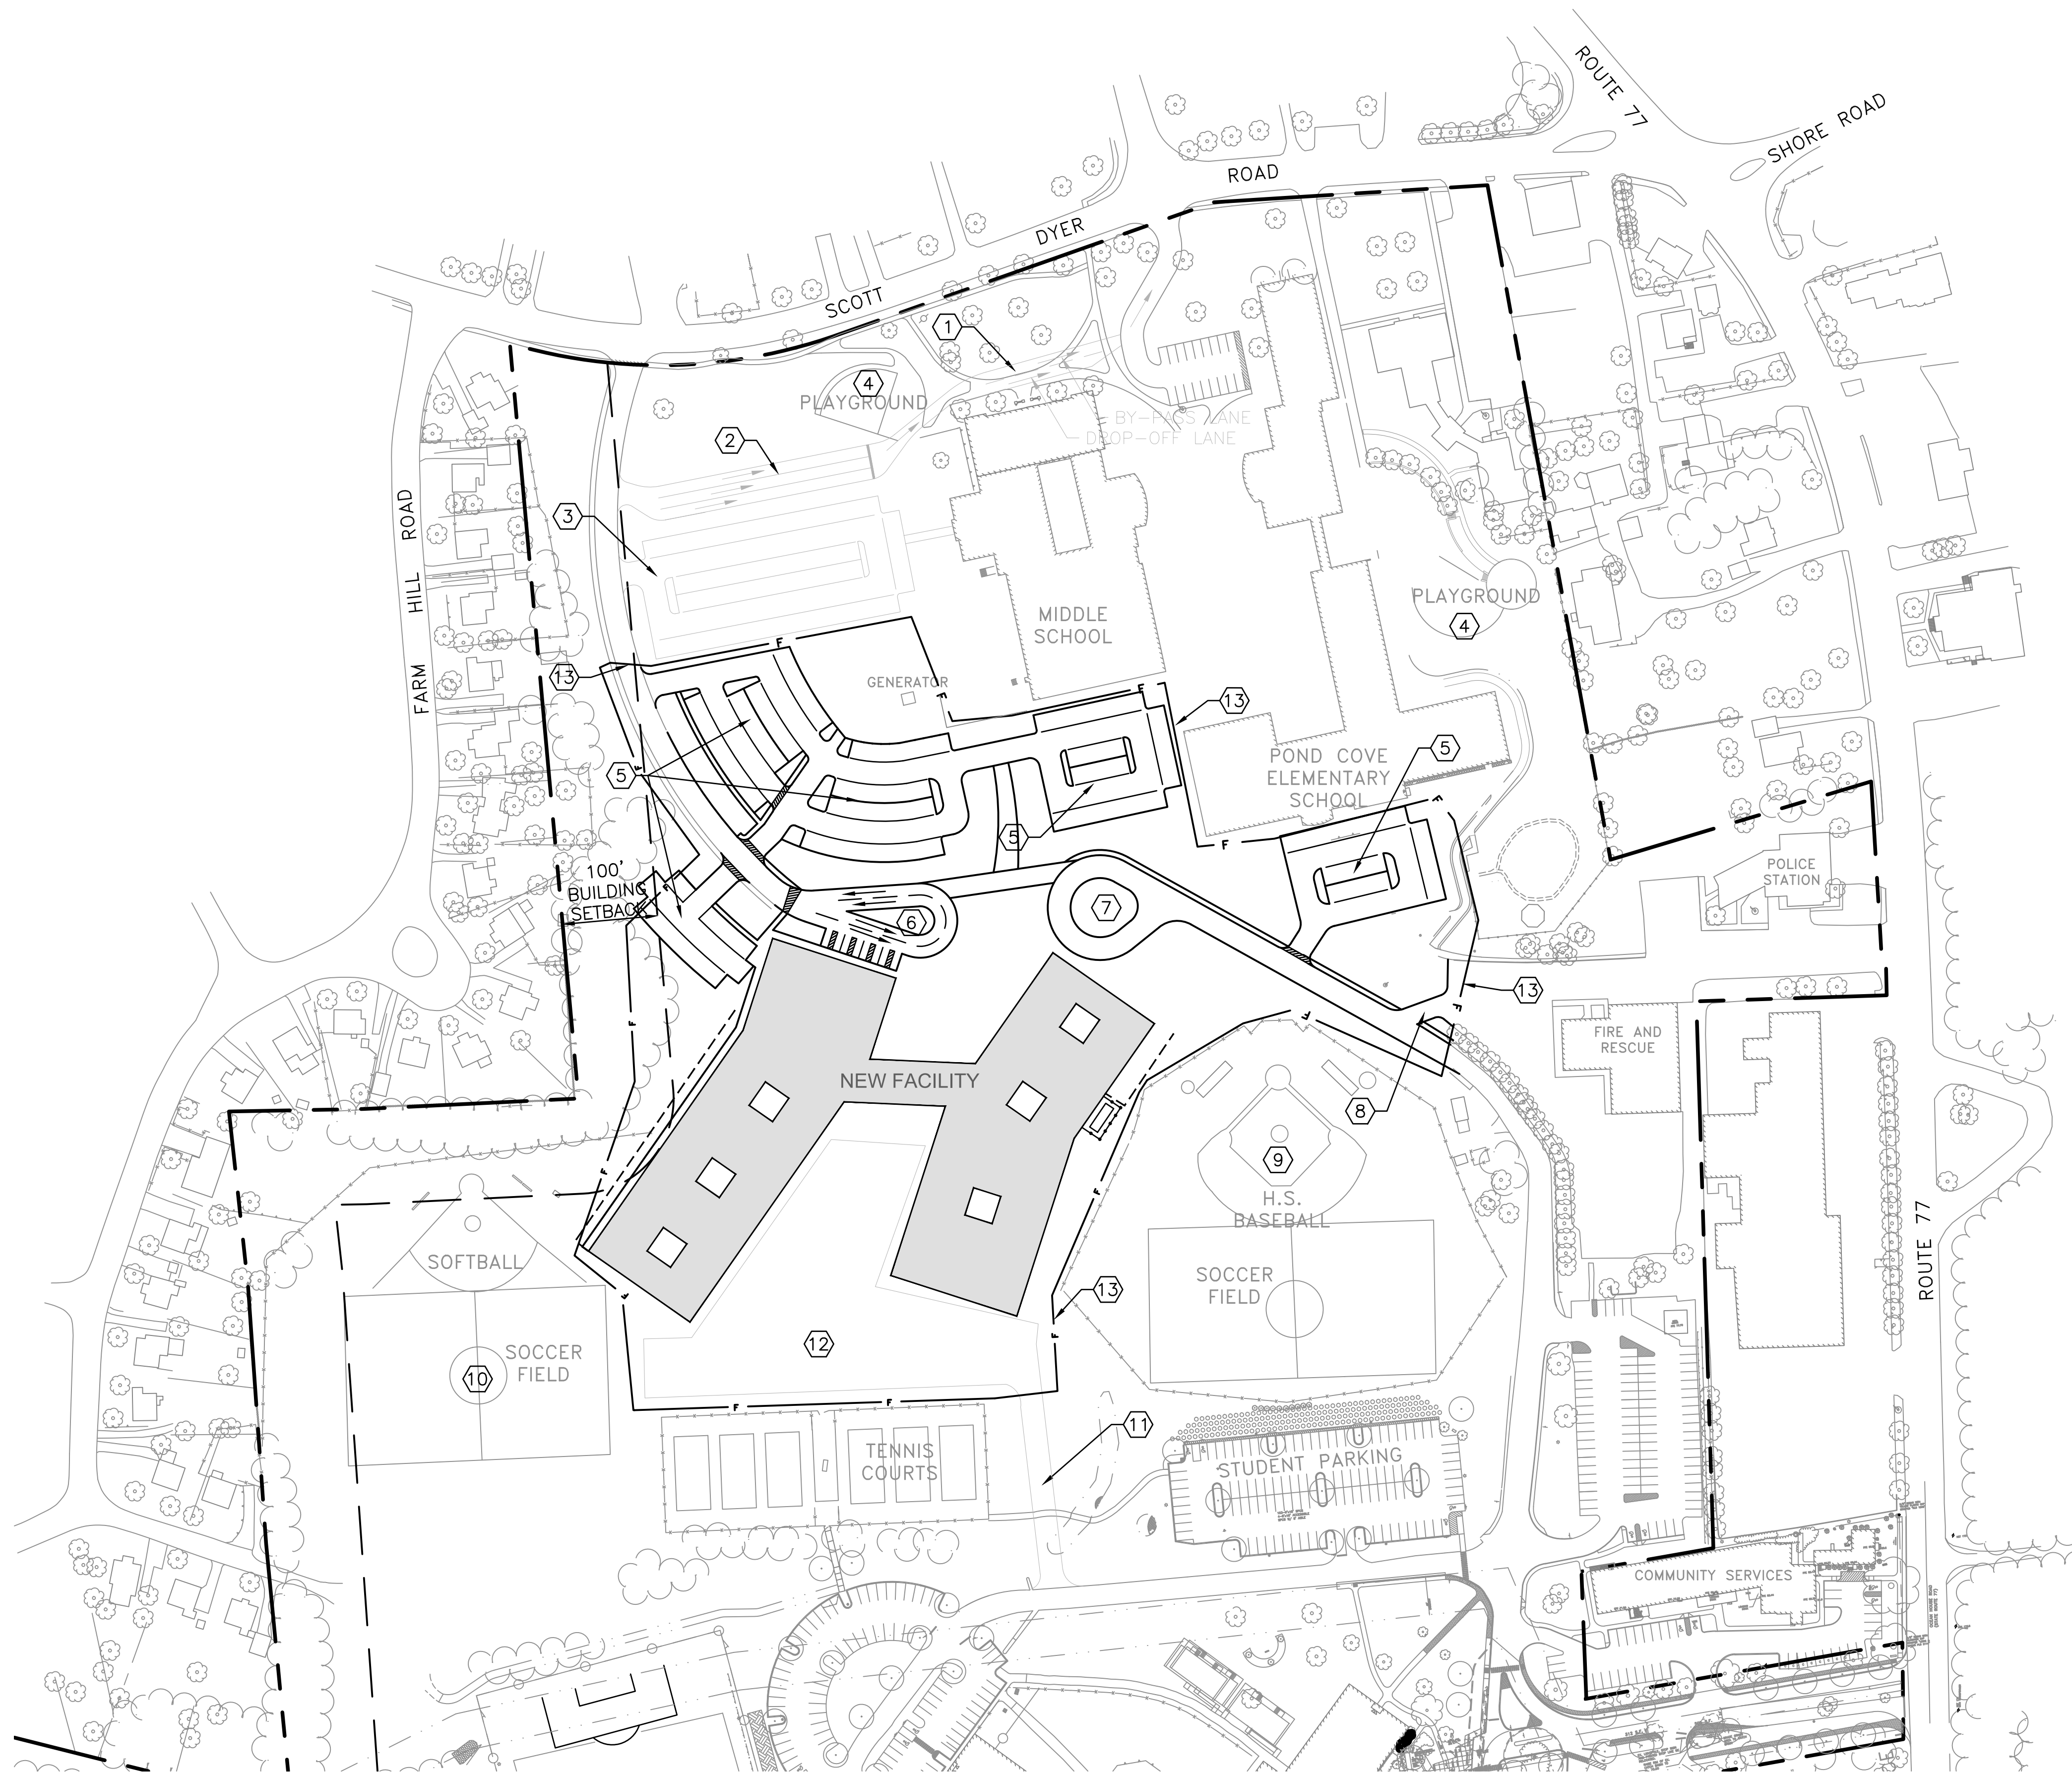 ROUTE 77
SHORE ROAD
ROAD
DYER
SCOTT
1
4
PLAYGROUND
BY-PASS LANE
DROP-OFF LANE
2
3
FARM HILL ROAD
PLAYGROUND
4
MIDDLE
SCHOOL
F
13
GENERATOR
F
F
13
5
POND COVE
ELEMENTARY
SCHOOL
5
F
F
5
F
5
POLICE
STATION
100'
BUILDING
SETBACK
F
7
6
13
F
F
F
FIRE AND
RESCUE
NEW FACILITY
8
9
H.S.
BASEBALL
F
F
SOFTBALL
ROUTE 77
SOCCER
FIELD
13
F
F
12
SOCCER
FIELD
10
F
F
11
TENNIS
COURTS
STUDENT PARKING
COMMUNITY SERVICES